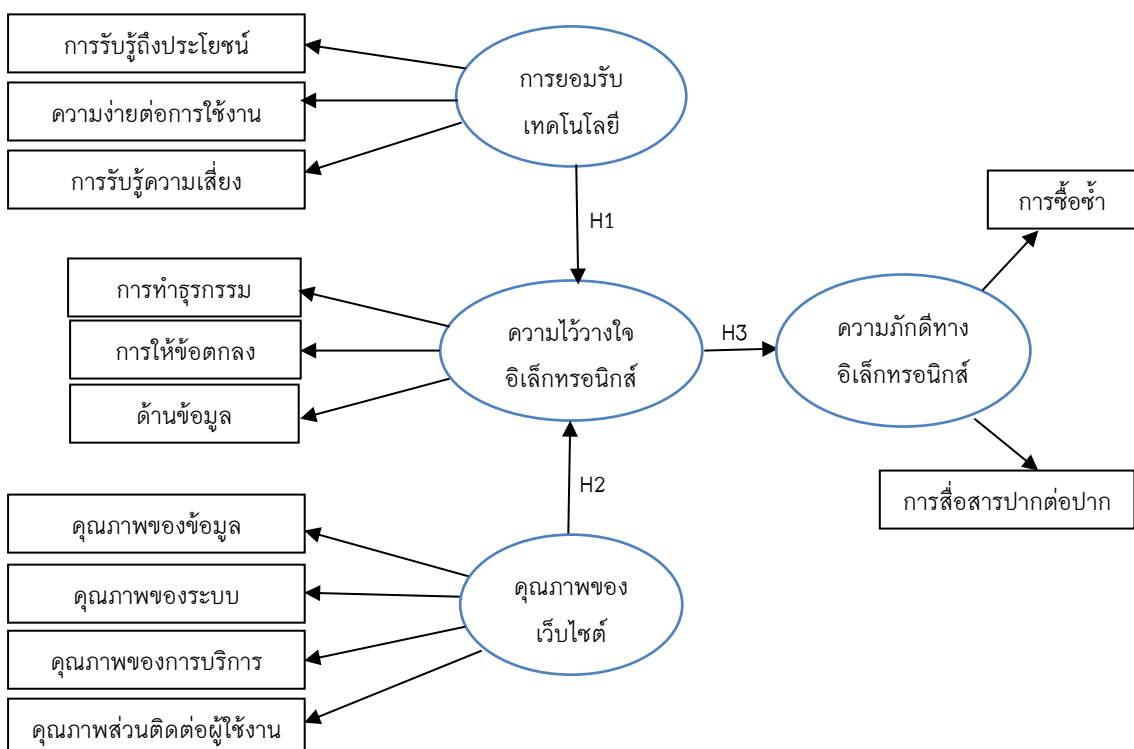 การรับรู้ถึงประโยชน์
ความง่ายต่อการใช้งาน
การรับรู้ความเสี่ยง
การยอมรับ
เทคโนโลยี
H1
การทำธุรกรรม
การให้ข้อตกลง
ด้านข้อมูล
ความไว้วางใจ
อิเล็กทรอนิกส์
H3
ความภักดีทาง
อิเล็กทรอนิกส์
การซื้อซ้ำ
การสื่อสารปากต่อปาก
H2
คุณภาพของข้อมูล
คุณภาพของระบบ
คุณภาพของการบริการ
คุณภาพส่วนติดต่อผู้ใช้งาน
คุณภาพของ
เว็บไซต์